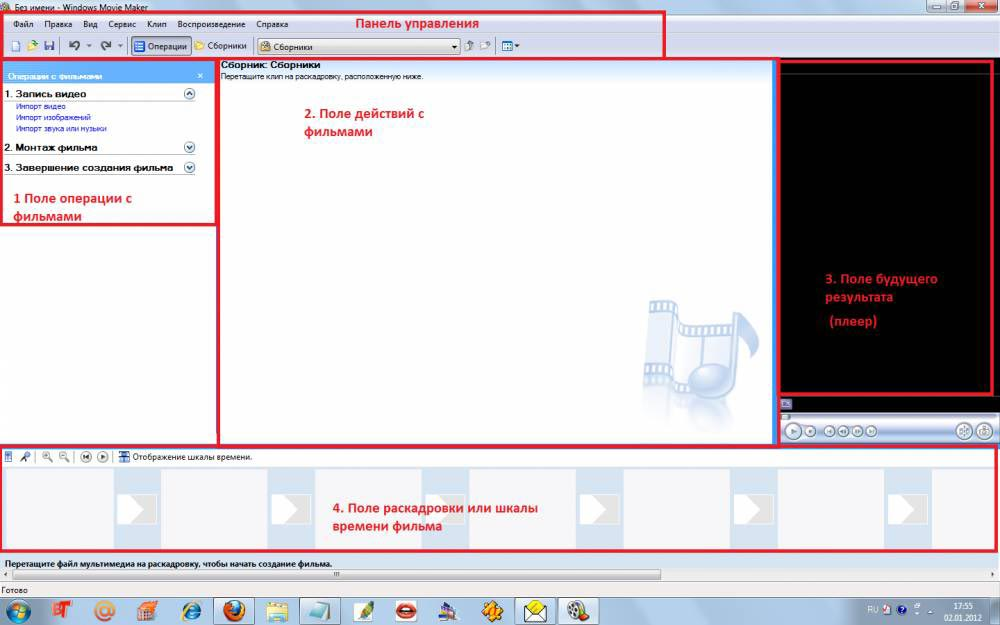 Без имени - Windows Movie Maker
Файл Правка Вид Сервис Клип Воспроизведение Справка
Панель управления
Операции Сборники Сборники
Операции с фильмами
1. Запись видео
Импорт видео
Импорт изображений
Импорт звука или музыки
2. Монтаж фильма
3. Завершение создания фильма
1 Поле операции с
фильмами
Сборник: Сборники
Перетащите клип на раскадровку, расположенную ниже.
2. Поле действий с
фильмами
3. Поле будущего
результата
(плеер)
Отображение шкалы времени.
4. Поле раскадровки или шкалы
времени фильма
Перетащите файл мультимедиа на раскадровку, чтобы начать создание фильма.
Готово
RU
17:55
02.01.2012